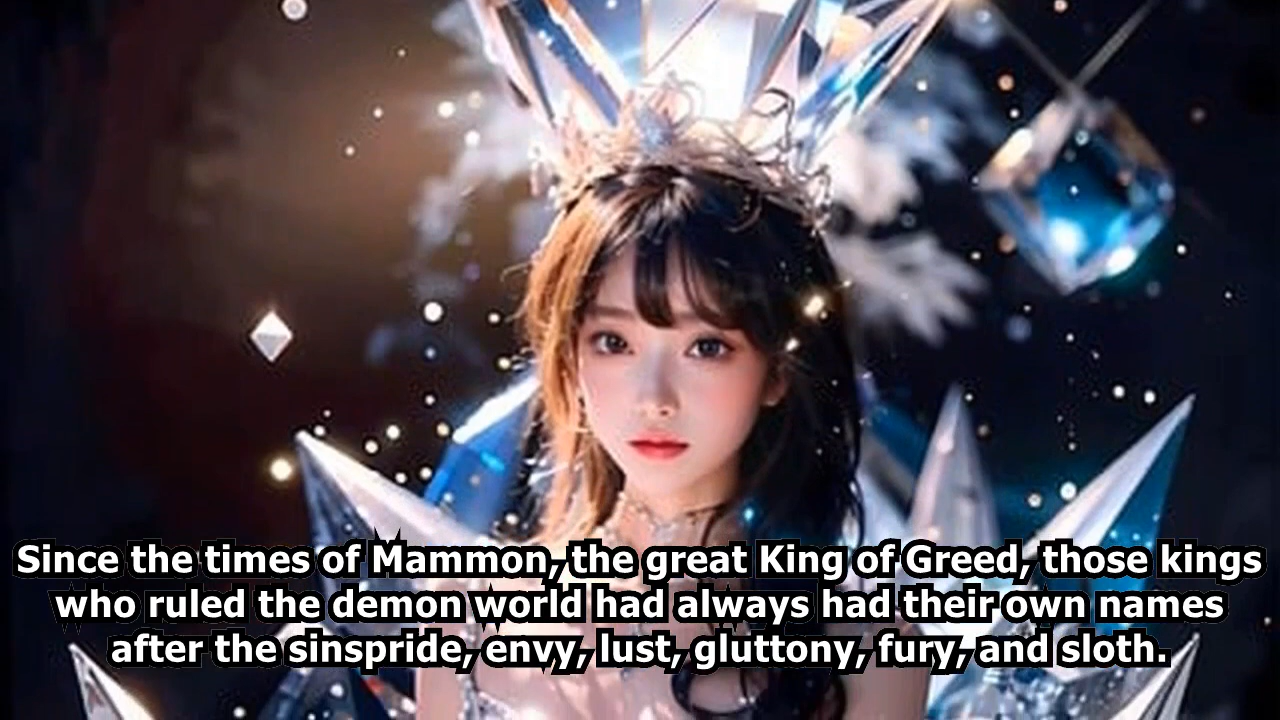 Since the times of Mammon, the great King of Greed, those kings
who ruled the demon world had always had their own names
after the sinspride, envy, lust, gluttony, fury, and sloth.